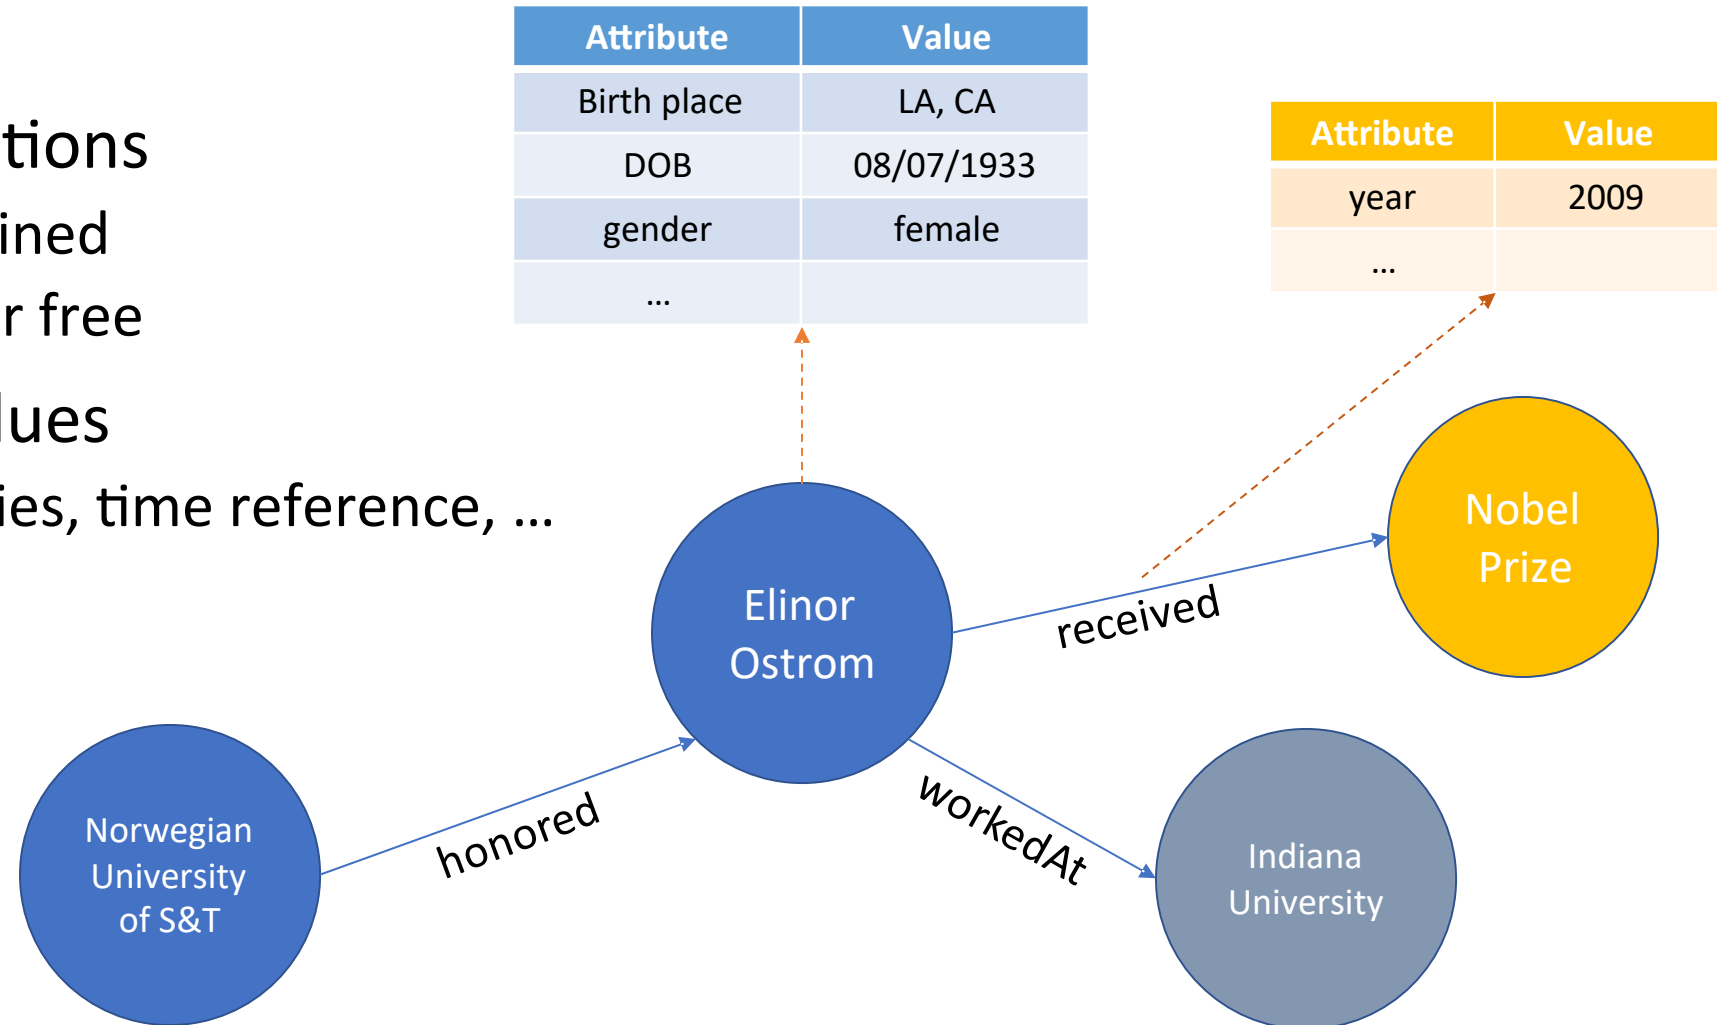 Attribute Value
Birth place LA, CA
DOB 08/07/1933
gender female
...
Attribute Value
year 2009
...
tions
ined
r free
lues
ies, time reference, ...
Nobel
Prize
Elinor
Ostrom
received
honored
workedAt
Norwegian
University
of S&T
Indiana
University